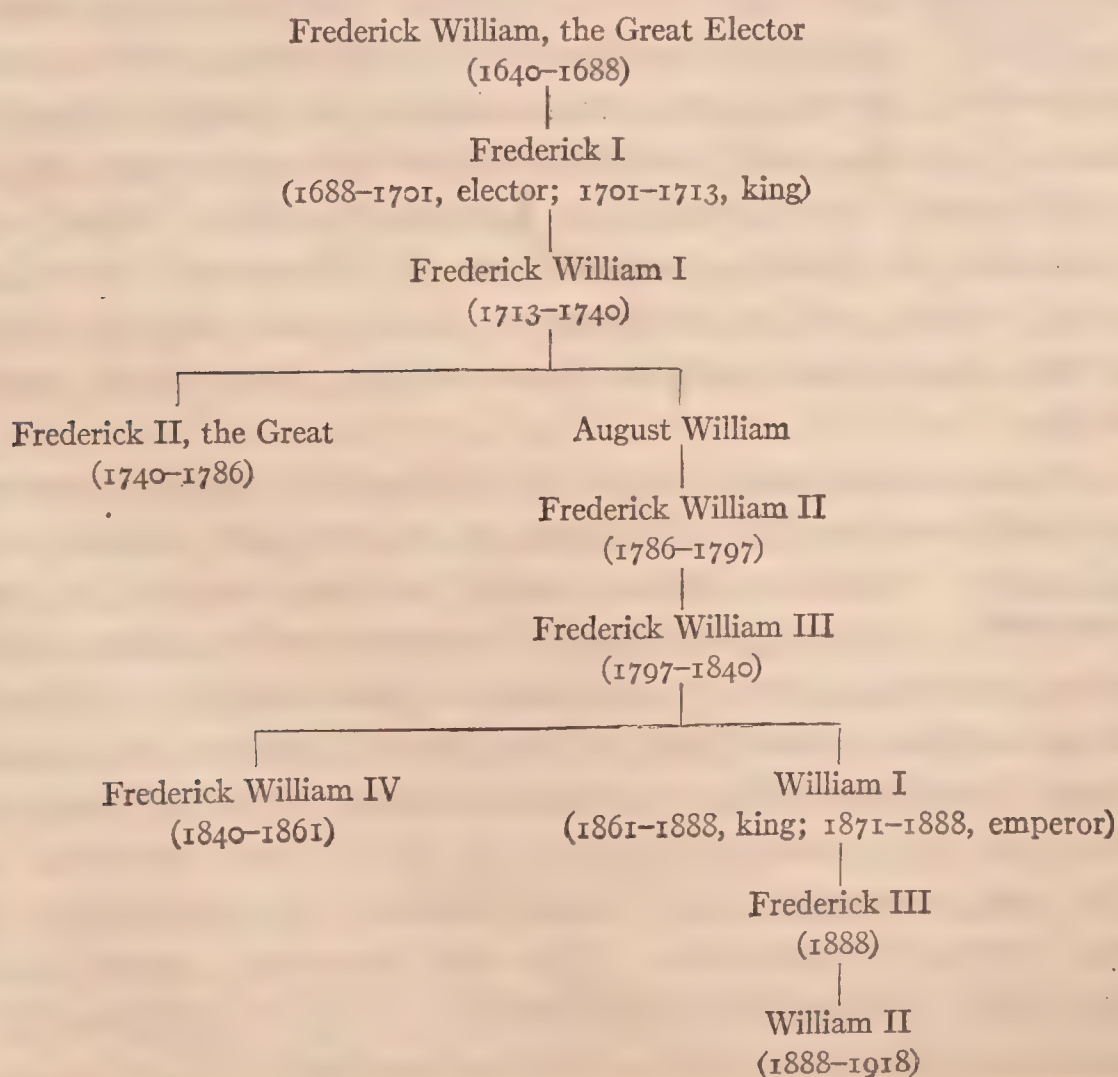 Frederick William, the Great Elector
(1640–1688)
Frederick I
(1688–1701, elector; 1701–1713, king)
Frederick William I
(1713–1740)
Frederick II, the Great
(1740–1786)
August William
Frederick William II
(1786–1797)
Frederick William III
(1797–1840)
Frederick William IV
(1840–1861)
William I
(1861–1888, king; 1871–1888, emperor)
Frederick III
(1888)
William II
(1888–1918)